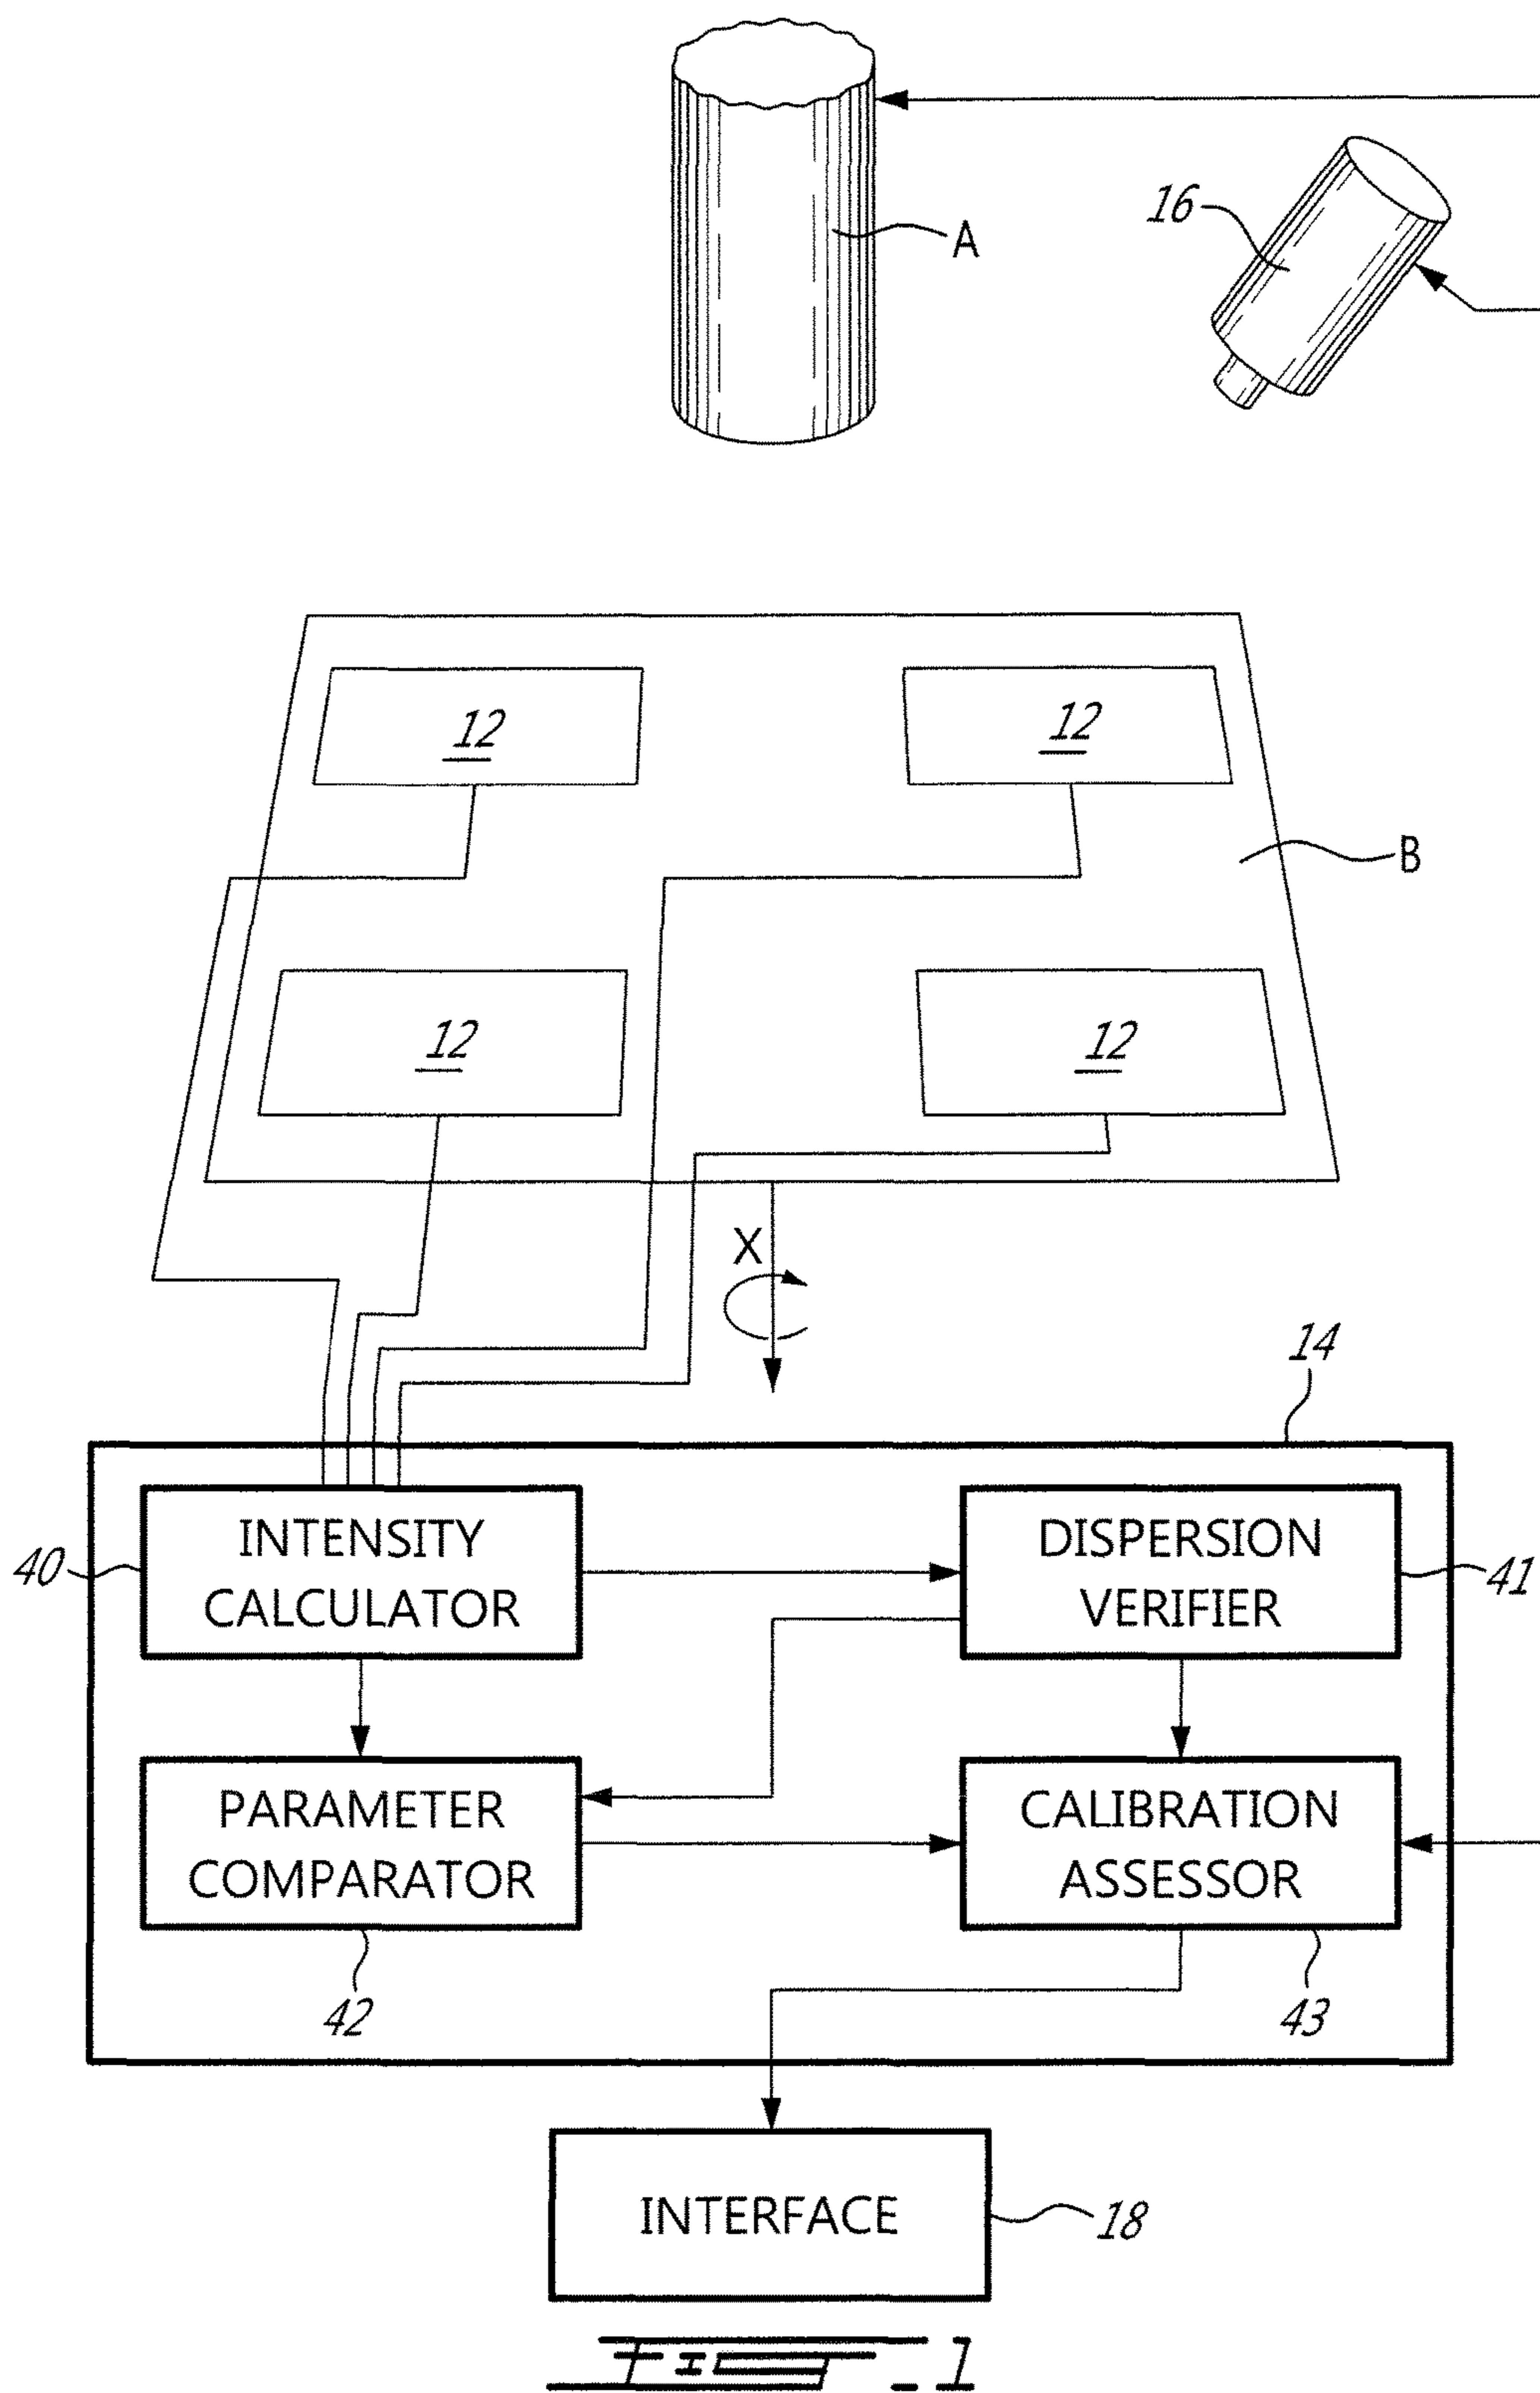 16
A
12
12
B
12
12
X
14
INTENSITY
CALCULATOR
40
DISPERSION
VERIFIER
41
PARAMETER
COMPARATOR
42
CALIBRATION
ASSESSOR
43
INTERFACE
18
FIG. 1